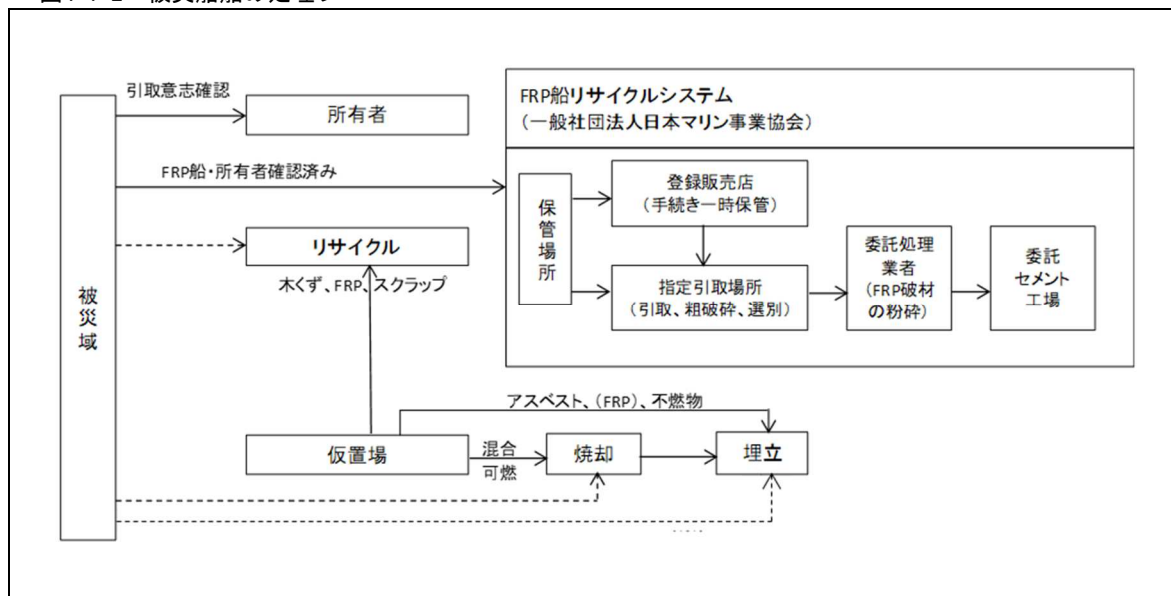 引取意志確認
所有者
FRP船・所有者確認済み
リサイクル
木くず、FRP、スクラップ
被災域
仮置場
混合
可燃
アスベスト、(FRP)、不燃物
焼却
埋立
FRP船リサイクルシステム
(一般社団法人日本マリン事業協会)
保管場所
登録販売店
(手続き一時保管)
指定引取場所
(引取、粗破砕、選別)
委託処理
業者
(FRP破材
の粉砕)
委託
セメント
工場